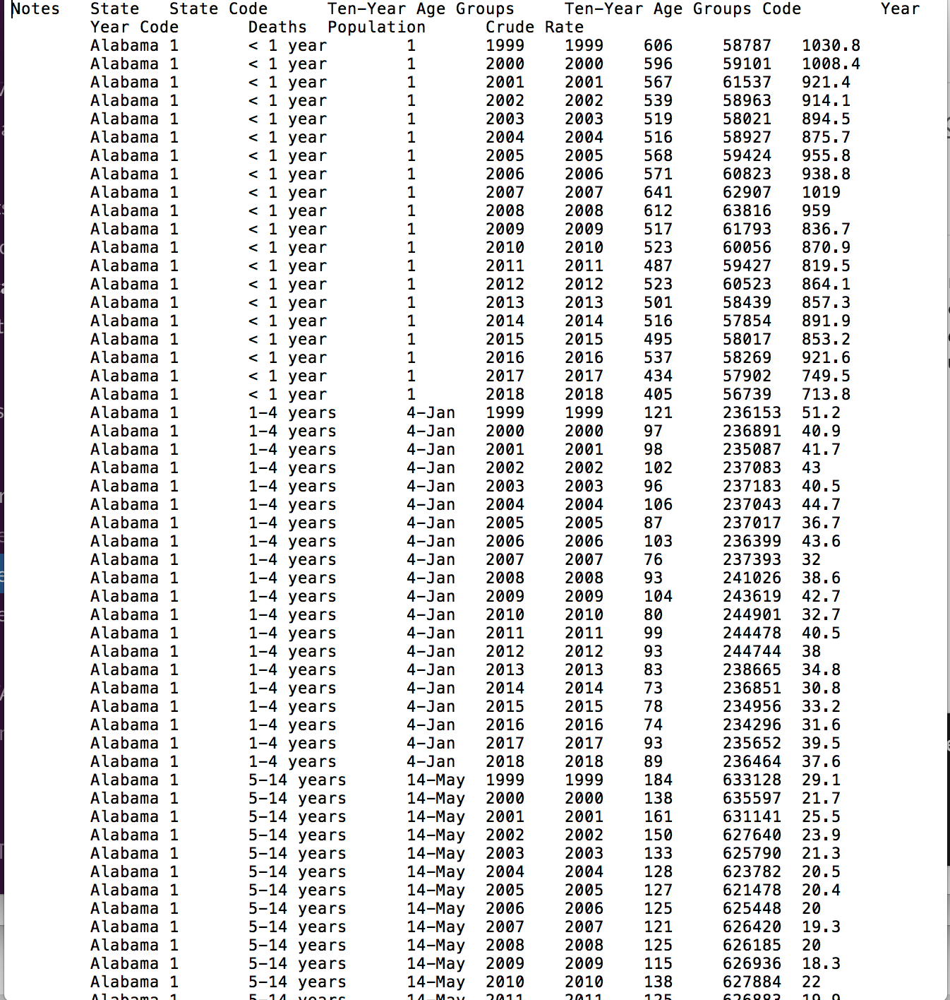 Notes State State Code Ten-Year Age Groups Ten-Year Age Groups Code Year
Year Code Deaths Population Crude Rate
Alabama 1 < 1 year 1 1999 1999 606 58787 1030.8
Alabama 1 < 1 year 1 2000 2000 596 59101 1008.4
Alabama 1 < 1 year 1 2001 2001 567 61537 921.4
Alabama 1 < 1 year 1 2002 2002 539 58963 914.1
Alabama 1 < 1 year 1 2003 2003 519 58021 894.5
Alabama 1 < 1 year 1 2004 2004 516 58927 875.7
Alabama 1 < 1 year 1 2005 2005 568 59424 955.8
Alabama 1 < 1 year 1 2006 2006 571 60823 938.8
Alabama 1 < 1 year 1 2007 2007 641 62907 1019
Alabama 1 < 1 year 1 2008 2008 612 63816 959
Alabama 1 < 1 year 1 2009 2009 517 61793 836.7
Alabama 1 < 1 year 1 2010 2010 523 60056 870.9
Alabama 1 < 1 year 1 2011 2011 487 59427 819.5
Alabama 1 < 1 year 1 2012 2012 523 60523 864.1
Alabama 1 < 1 year 1 2013 2013 501 58439 857.3
Alabama 1 < 1 year 1 2014 2014 516 57854 891.9
Alabama 1 < 1 year 1 2015 2015 495 58017 853.2
Alabama 1 < 1 year 1 2016 2016 537 58269 921.6
Alabama 1 < 1 year 1 2017 2017 434 57902 749.5
Alabama 1 < 1 year 1 2018 2018 405 56739 713.8
Alabama 1 1-4 years 4-Jan 1999 1999 121 236153 51.2
Alabama 1 1-4 years 4-Jan 2000 2000 97 236891 40.9
Alabama 1 1-4 years 4-Jan 2001 2001 98 235087 41.7
Alabama 1 1-4 years 4-Jan 2002 2002 102 237083 43
Alabama 1 1-4 years 4-Jan 2003 2003 96 237183 40.5
Alabama 1 1-4 years 4-Jan 2004 2004 106 237043 44.7
Alabama 1 1-4 years 4-Jan 2005 2005 87 237017 36.7
Alabama 1 1-4 years 4-Jan 2006 2006 103 236399 43.6
Alabama 1 1-4 years 4-Jan 2007 2007 76 237393 32
Alabama 1 1-4 years 4-Jan 2008 2008 93 241026 38.6
Alabama 1 1-4 years 4-Jan 2009 2009 104 243619 42.7
Alabama 1 1-4 years 4-Jan 2010 2010 80 244901 32.7
Alabama 1 1-4 years 4-Jan 2011 2011 99 244478 40.5
Alabama 1 1-4 years 4-Jan 2012 2012 93 244744 38
Alabama 1 1-4 years 4-Jan 2013 2013 83 238665 34.8
Alabama 1 1-4 years 4-Jan 2014 2014 73 236851 30.8
Alabama 1 1-4 years 4-Jan 2015 2015 78 234956 33.2
Alabama 1 1-4 years 4-Jan 2016 2016 74 234296 31.6
Alabama 1 1-4 years 4-Jan 2017 2017 93 235652 39.5
Alabama 1 1-4 years 4-Jan 2018 2018 89 236464 37.6
Alabama 1 5-14 years 14-May 1999 1999 184 633128 29.1
Alabama 1 5-14 years 14-May 2000 2000 138 635597 21.7
Alabama 1 5-14 years 14-May 2001 2001 161 631141 25.5
Alabama 1 5-14 years 14-May 2002 2002 150 627640 23.9
Alabama 1 5-14 years 14-May 2003 2003 133 625790 21.3
Alabama 1 5-14 years 14-May 2004 2004 128 623782 20.5
Alabama 1 5-14 years 14-May 2005 2005 127 621478 20.4
Alabama 1 5-14 years 14-May 2006 2006 125 625448 20
Alabama 1 5-14 years 14-May 2007 2007 121 626420 19.3
Alabama 1 5-14 years 14-May 2008 2008 125 626185 20
Alabama 1 5-14 years 14-May 2009 2009 115 626936 18.3
Alabama 1 5-14 years 14-May 2010 2010 138 627884 22
Alabama 1 5-14 years 14-May 2011 2011 125